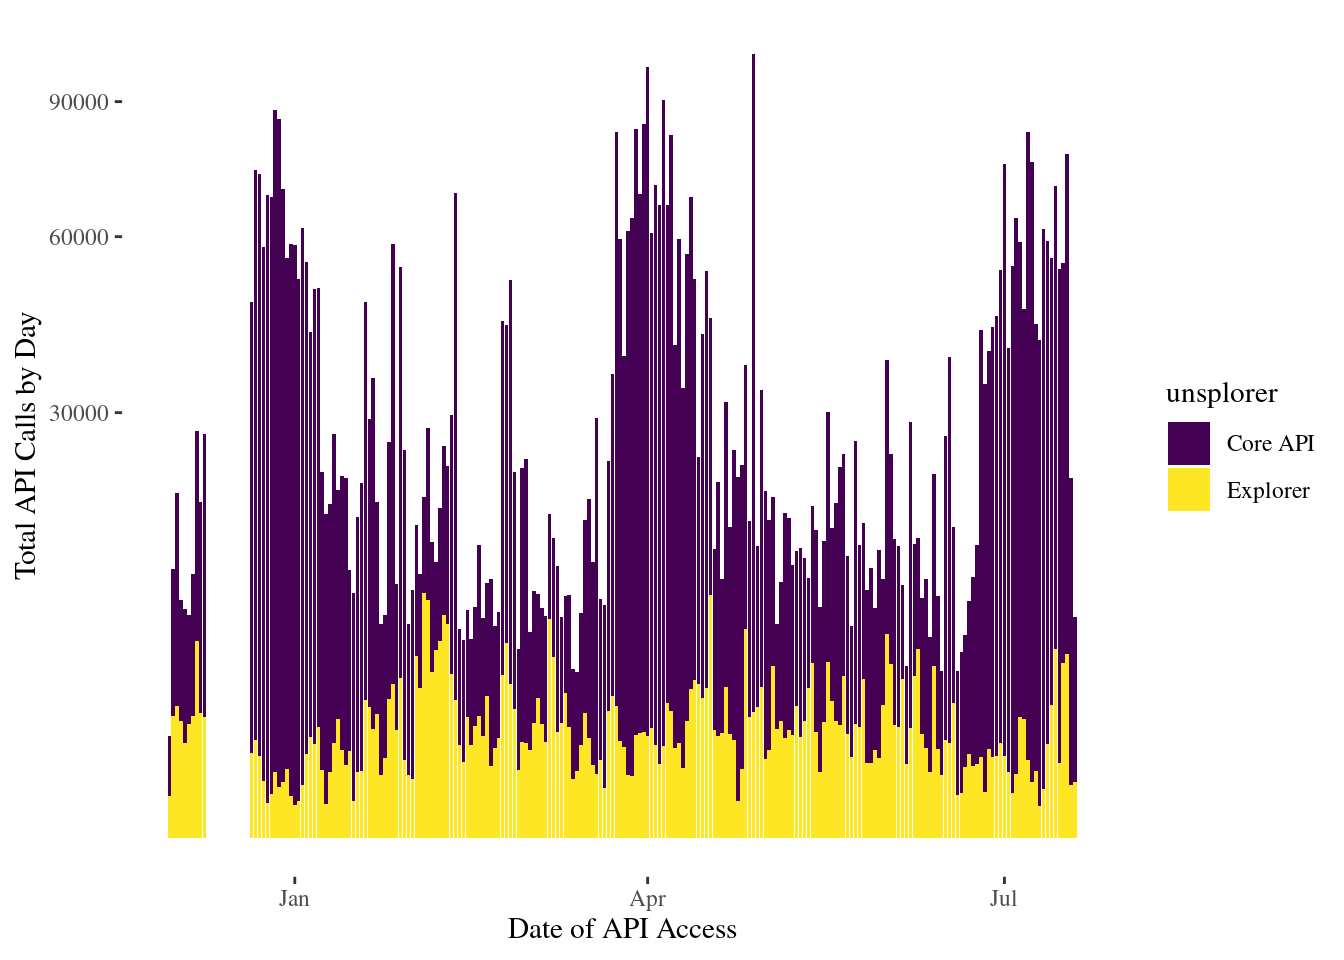 90000
60000
30000
Total API Calls by Day
Jan
Apr
Jul
Date of API Access
unsplorer
Core API
Explorer